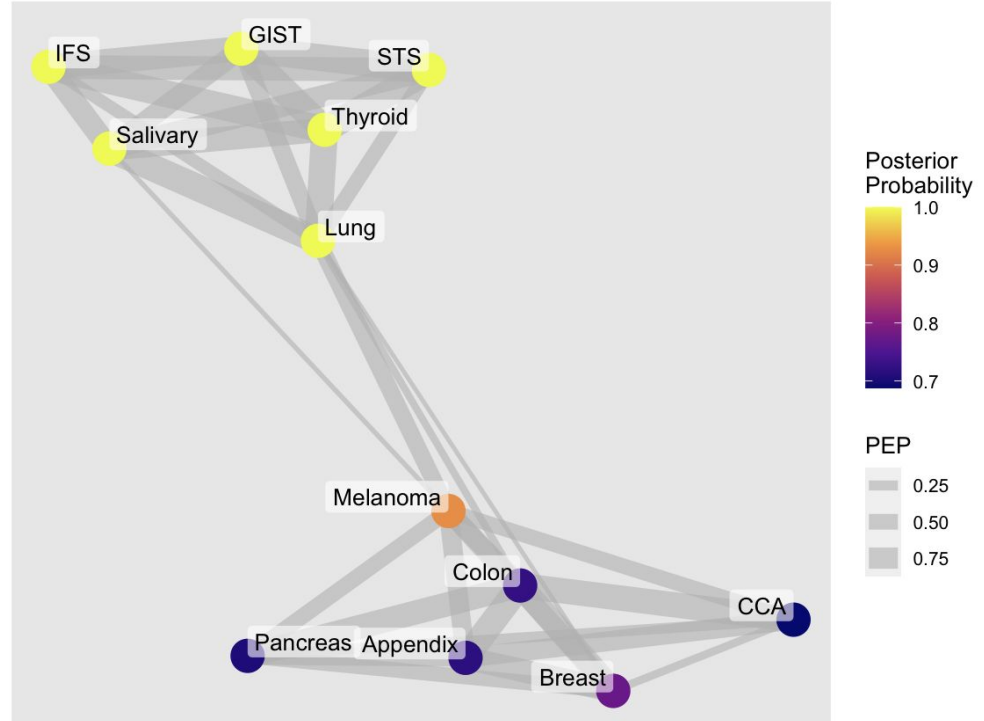 GIST
IFS
STS
Thyroid
Salivary
Lung
Melanoma
Colon
CCA
Pancreas
Appendix
Breast
Posterior
Probability
1.0
0.9
0.8
0.7
PEP
0.25
0.50
0.75